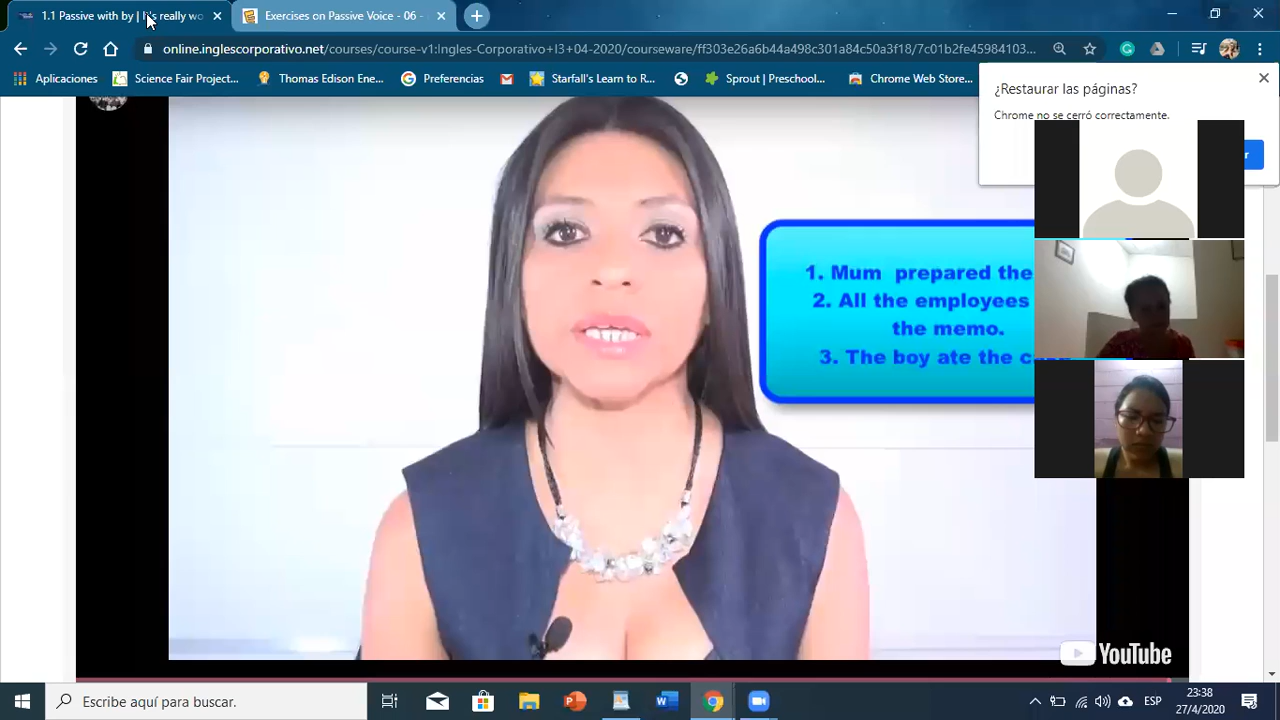 1.1 Passive with by | It's really wo
Exercises on Passive Voice - 06 -
online.inglescorporativo.net/courses/course-v1:Ingles-Corporativo+I3+04-2020/courseware/ff303e26a6b44a498c301a84c50a3f18/7c01b2fe45984103...
Aplicaciones
Science Fair Project...
Thomas Edison Ene...
Preferencias
Starfall's Learn to R...
Sprout | Preschool...
Chrome Web Store...
¿Restaurar las páginas?
Chrome no se cerró correctamente.
r
1. Mum prepared the
2. All the employees
the memo.
3. The boy ate the
YouTube
Escribe aquí para buscar.
ESP
23:38
27/4/2020